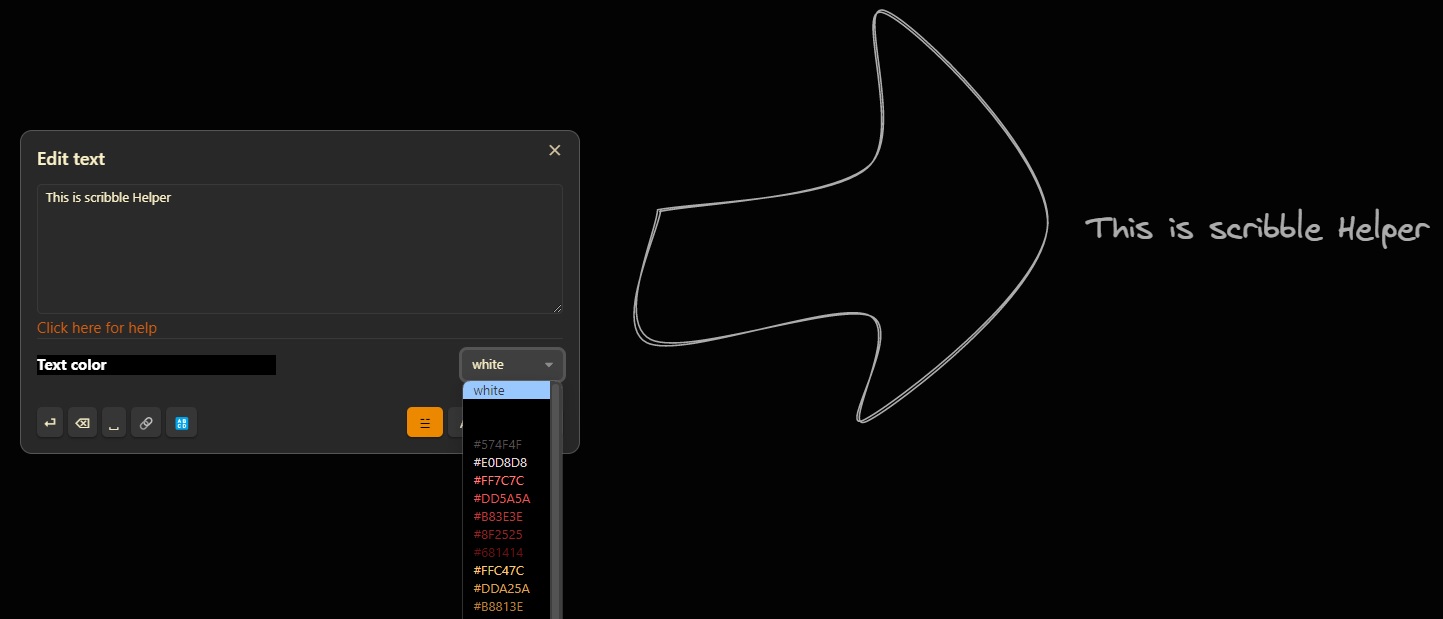 Edit text
This is scribble Helper
Click here for help
Text color
white
white
#574F4F
#E0D8D8
#FF7C7C
#DD5A5A
#B83E3E
#8F2525
#681414
#FFC47C
#DDA25A
#B8813E
This is scribble Helper